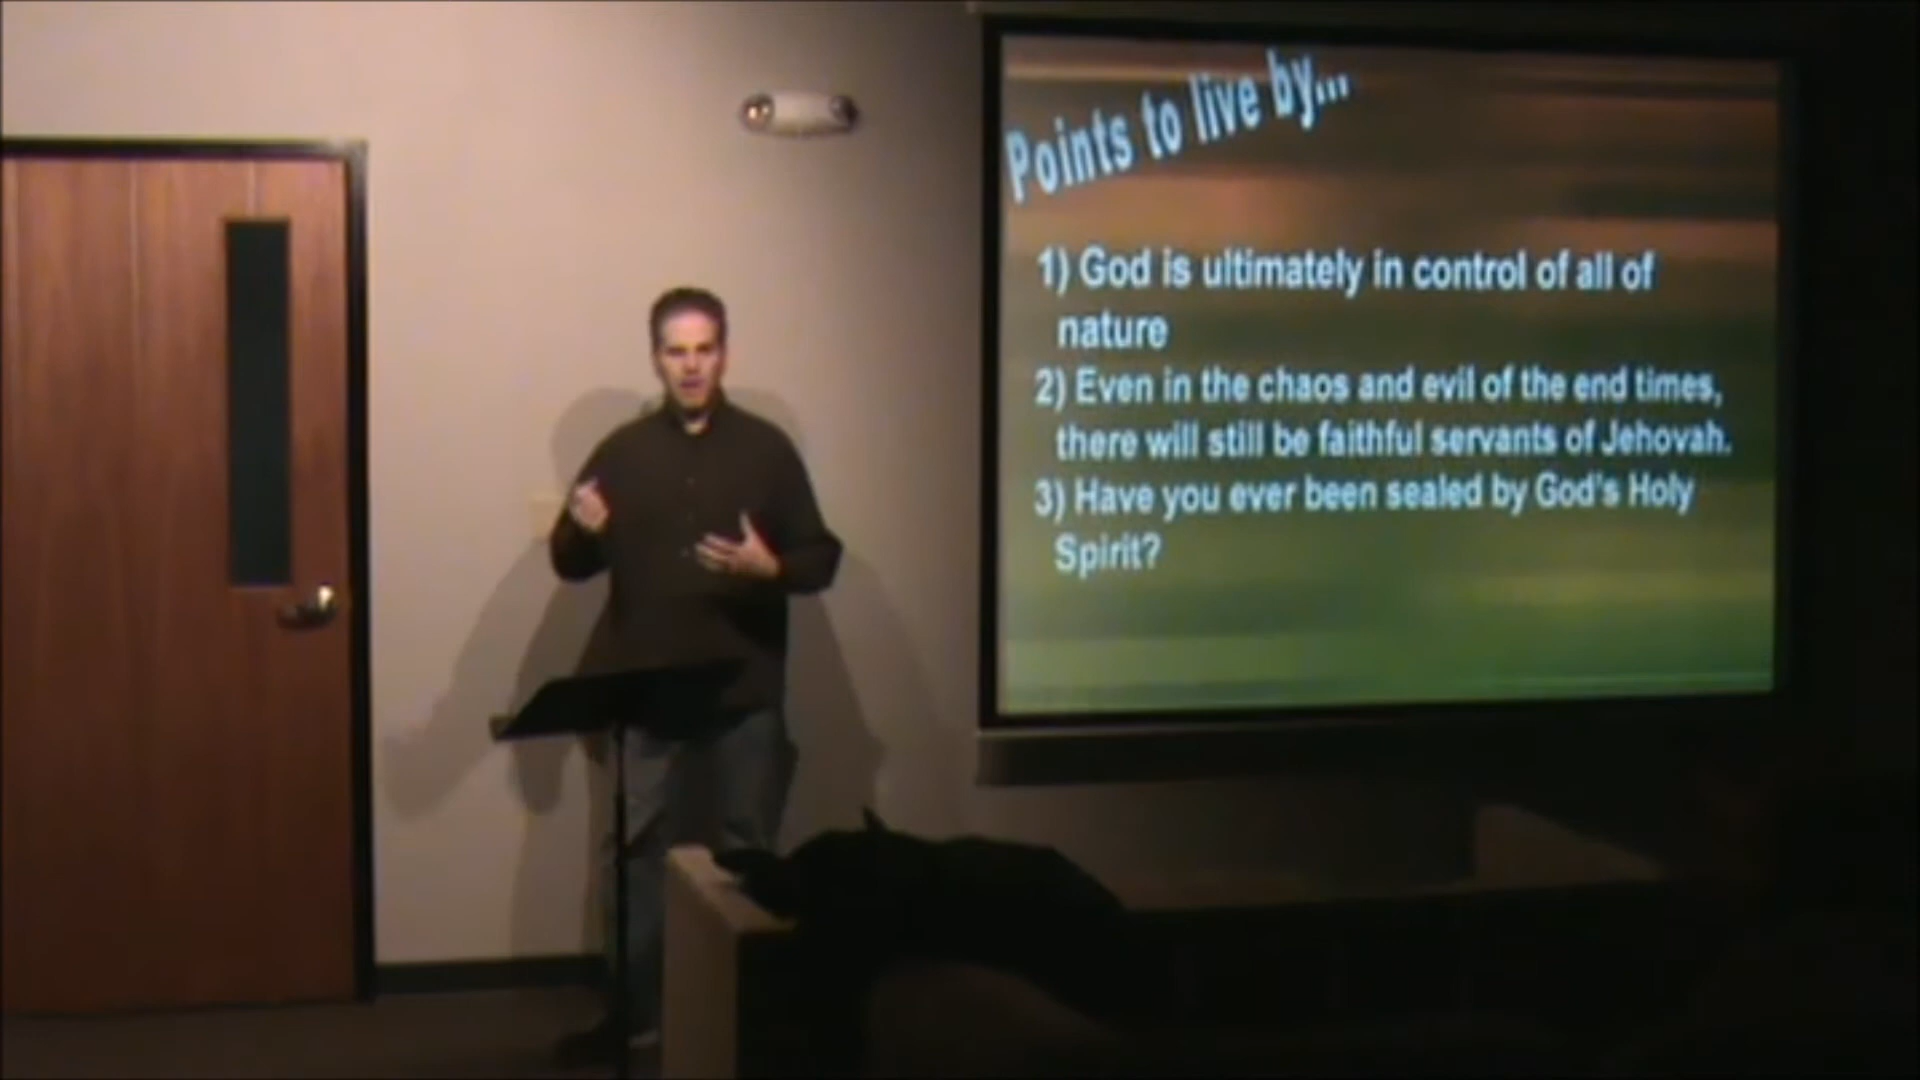 Points to live by...
1) God is ultimately in control of all of
nature
2) Even in the chaos and evil of the end times,
there will still be faithful servants of Jehovah.
3) Have you ever been sealed by God's Holy
Spirit?